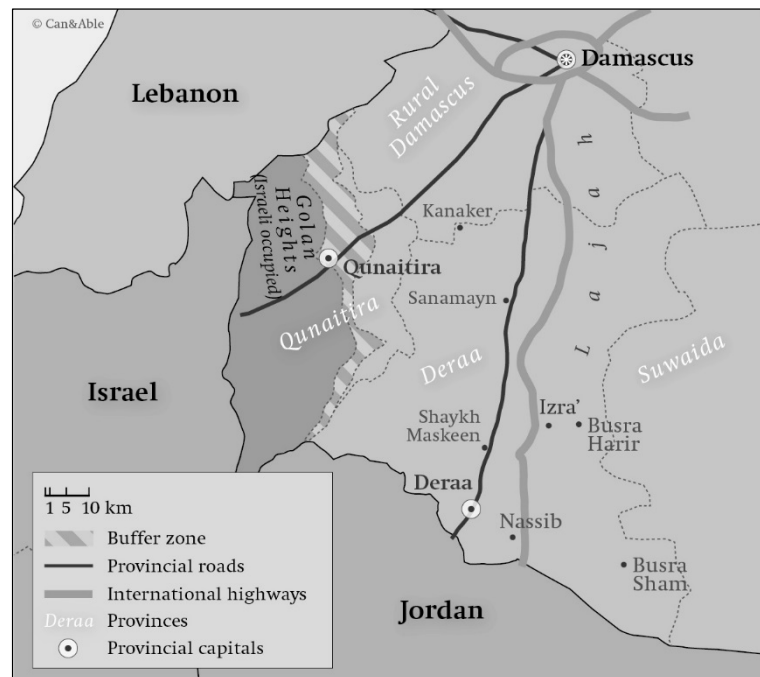 © Can&Able
Damascus
Lebanon
Rural
Damascus
Lajah
Golan
Heights
(Israeli occupied)
Kanaker
Qunaitira
Sanamayn
Qunaitira
Deraa
Suwaida
Israel
Izra'
Busra
Harir
Shaykh
Maskeen
Deraa
Nassib
Busra
Sham
Jordan
1 5 10 km
Buffer zone
Provincial roads
International highways
Deraa Provinces
Provincial capitals